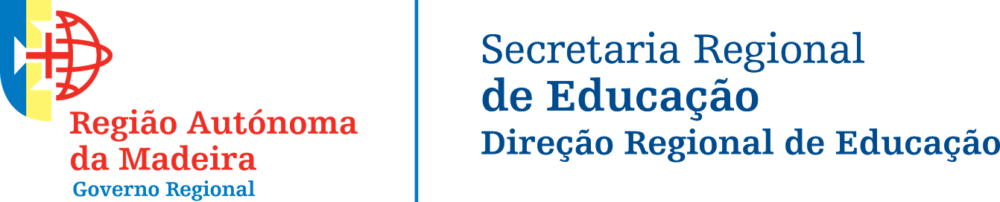 Região Autónoma
da Madeira
Governo Regional
Secretaria Regional
de Educação
Direção Regional de Educação